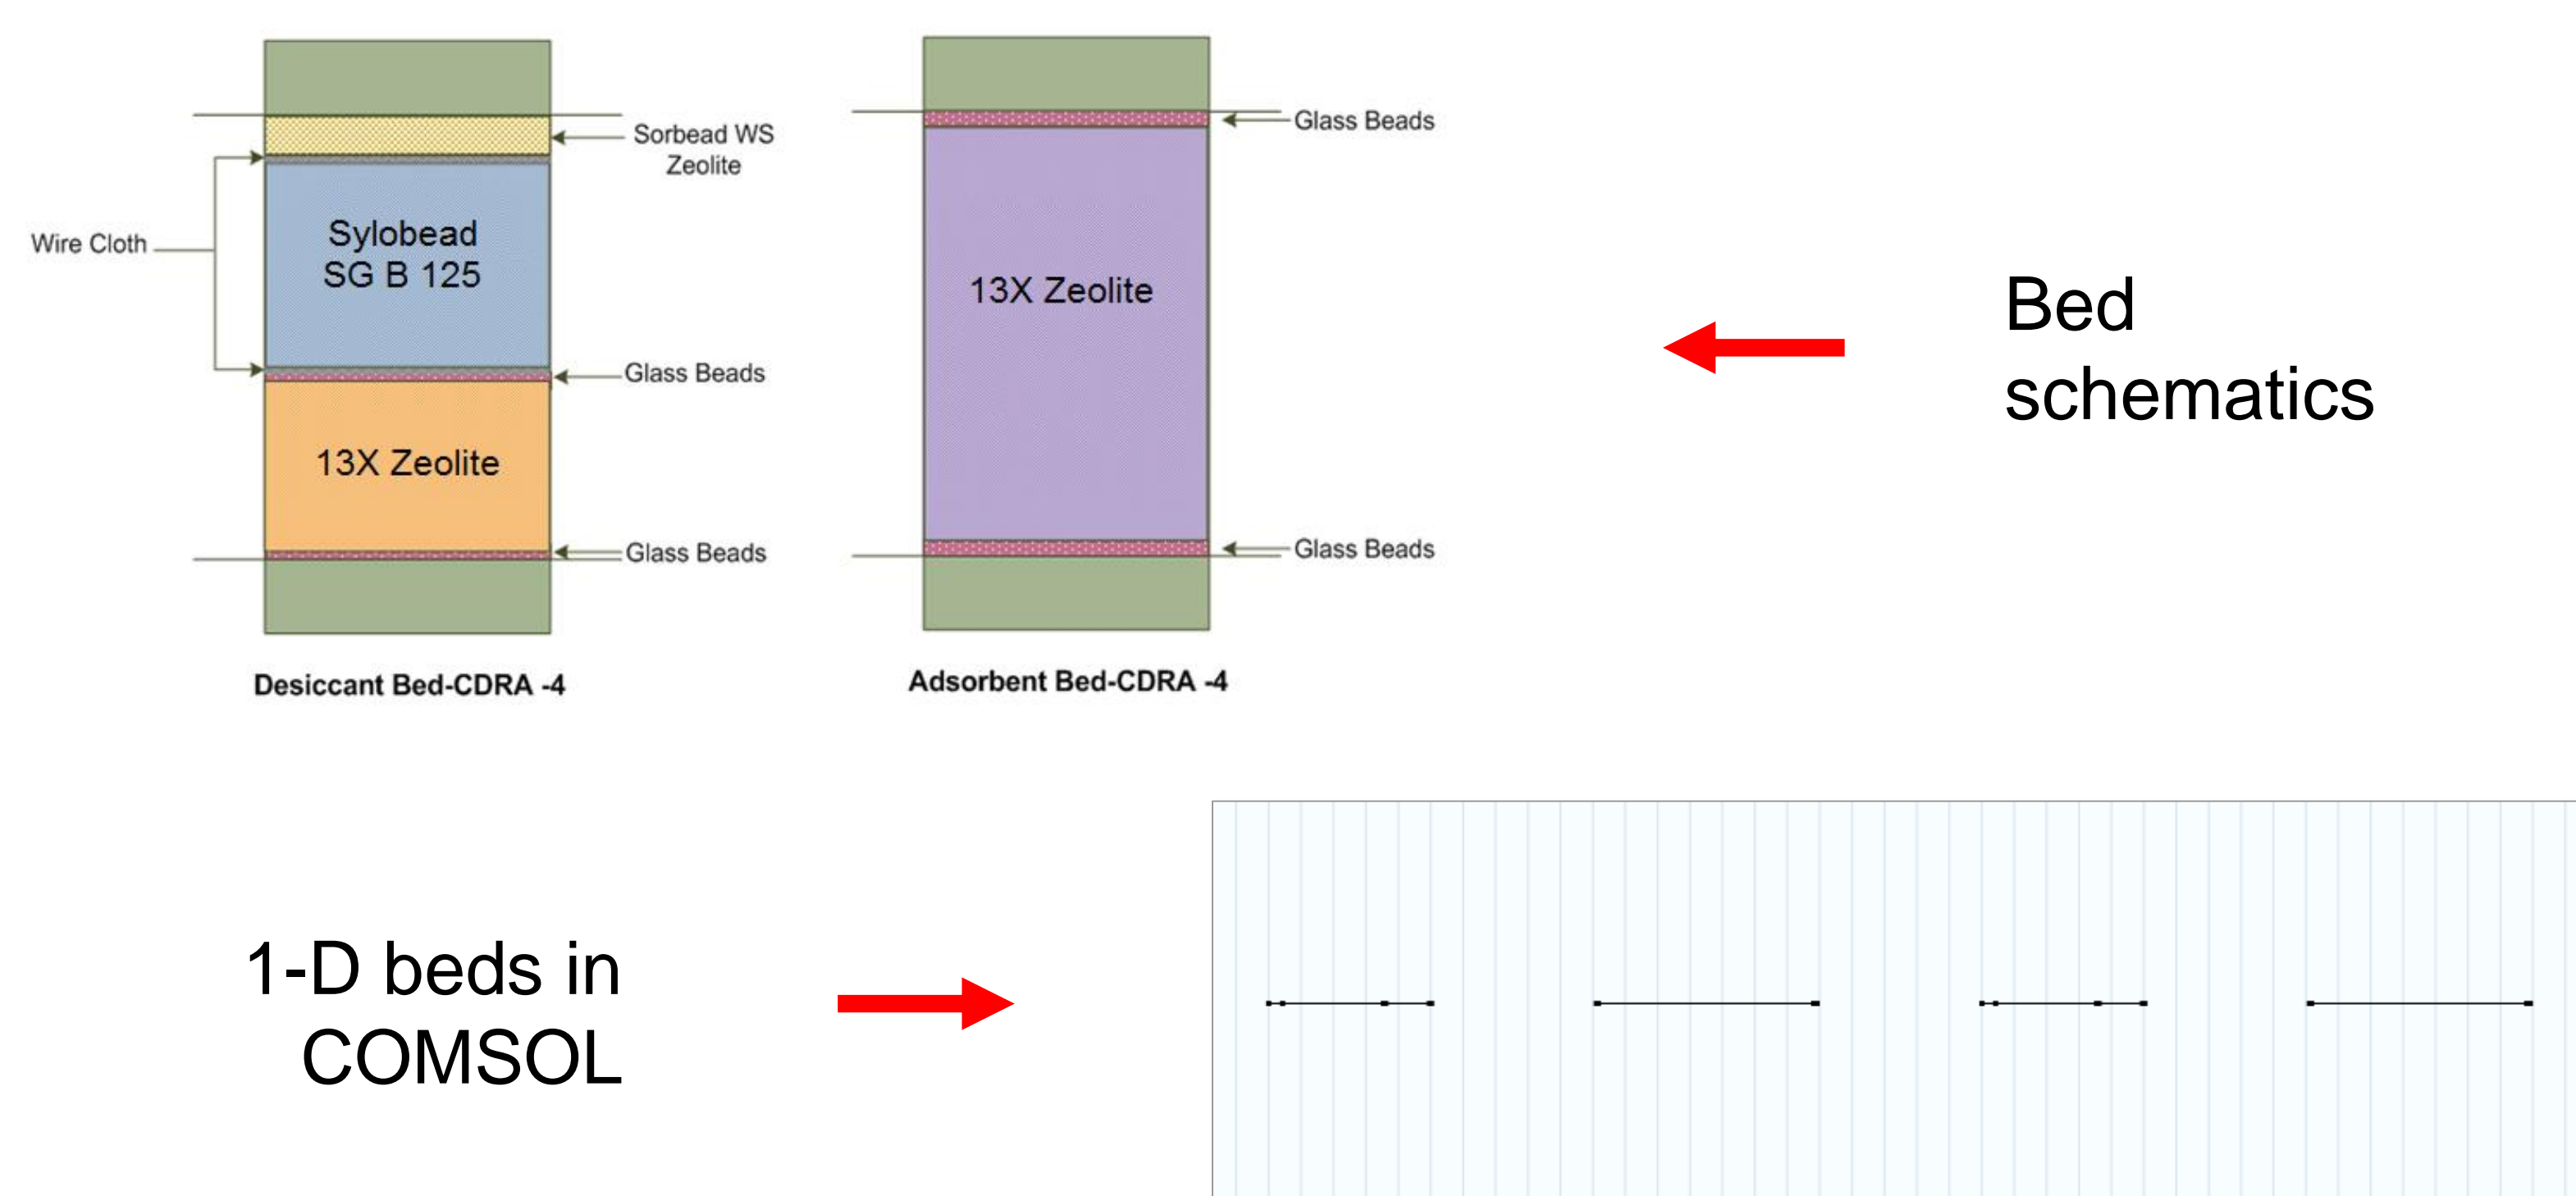 Sorbead WS
Zeolite
Wire Cloth
Sylobead
SG B 125
Glass Beads
13X Zeolite
Glass Beads
Desiccant Bed-CDRA -4
Glass Beads
13X Zeolite
Glass Beads
Adsorbent Bed-CDRA -4
Bed
schematics
1-D beds in
COMSOL